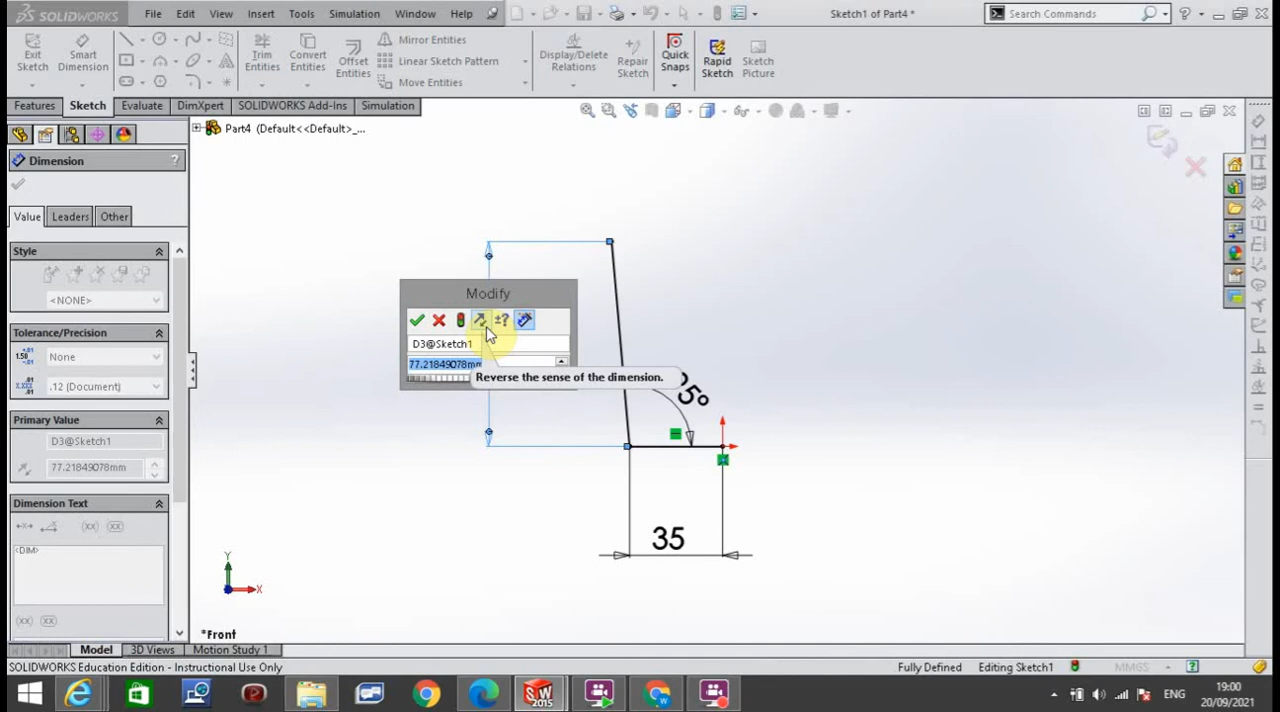 SOLIDWORKS File Edit View Insert Tools Simulation Window Help Sketch1 of Part4 * Search Commands ?
Exit Sketch
Smart Dimension
Trim Entities
Convert Entities
Offset Entities
Mirror Entities
Linear Sketch Pattern
Move Entities
Display/Delete Relations
Repair Sketch
Quick Snaps
Rapid Sketch
Sketch Picture
Features Sketch Evaluate DimXpert SOLIDWORKS Add-Ins Simulation
Part4 (Default<<Default>_...
Dimension ?
Value Leaders Other
Style
<NONE>
Tolerance/Precision
None
.12 (Document)
Primary Value
D3@Sketch1
77.21849078mm
Dimension Text
<DIM>
Modify
D3@Sketch1
77.21849078mm
Reverse the sense of the dimension.
35
Y
X
*Front
Model 3D Views Motion Study 1
SOLIDWORKS Education Edition - Instructional Use Only Fully Defined Editing Sketch1 MMGS
SW 2015
ENG
19:00
20/09/2021